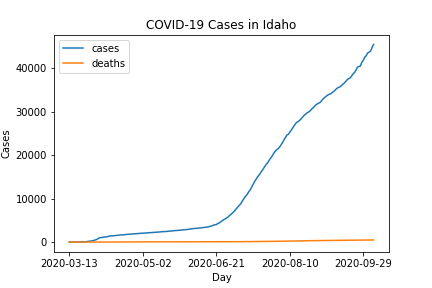 COVID-19 Cases in Idaho
cases
deaths
40000
30000
20000
10000
0
Cases
2020-03-13 2020-05-02 2020-06-21 2020-08-10 2020-09-29
Day